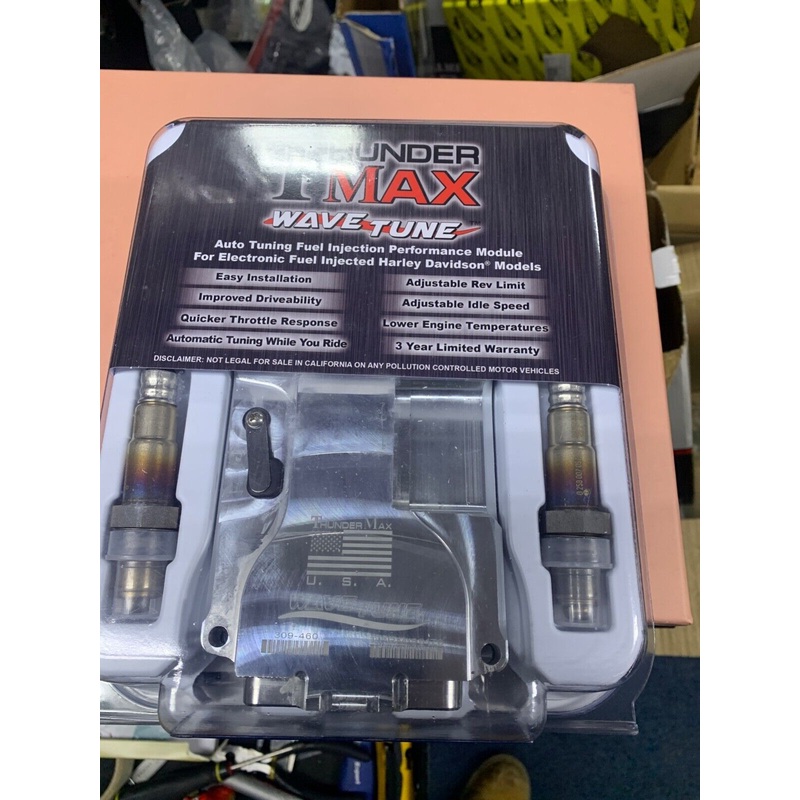 THUNDER
MAX
WAVE TUNE
Auto Tuning Fuel Injection Performance Module
For Electronic Fuel Injected Harley Davidson® Models
Easy Installation
Improved Driveability
Quicker Throttle Response
Automatic Tuning While You Ride
Adjustable Rev Limit
Adjustable Idle Speed
Lower Engine Temperatures
3 Year Limited Warranty
DISCLAIMER: NOT LEGAL FOR SALE IN CALIFORNIA ON ANY POLLUTION CONTROLLED MOTOR VEHICLES
THUNDER MAX
U. S. A.
WAVE TUNE
309-460